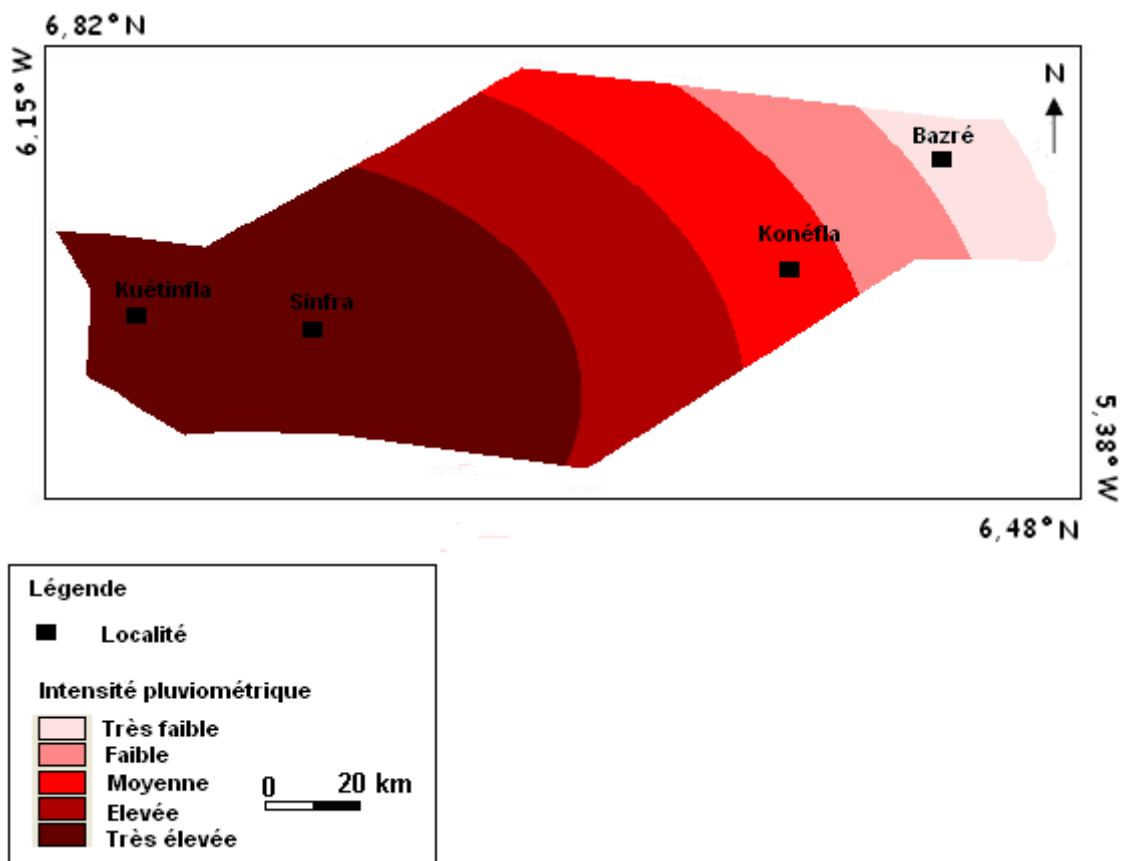 6,82° N
6,15° W
N
Bazré
Konéfla
Kuétinfla
Sinfra
5,38° W
6,48° N
Légende
Localité
Intensité pluviométrique
Très faible
Faible
Moyenne
Elevée
Très élevée
0 20 km